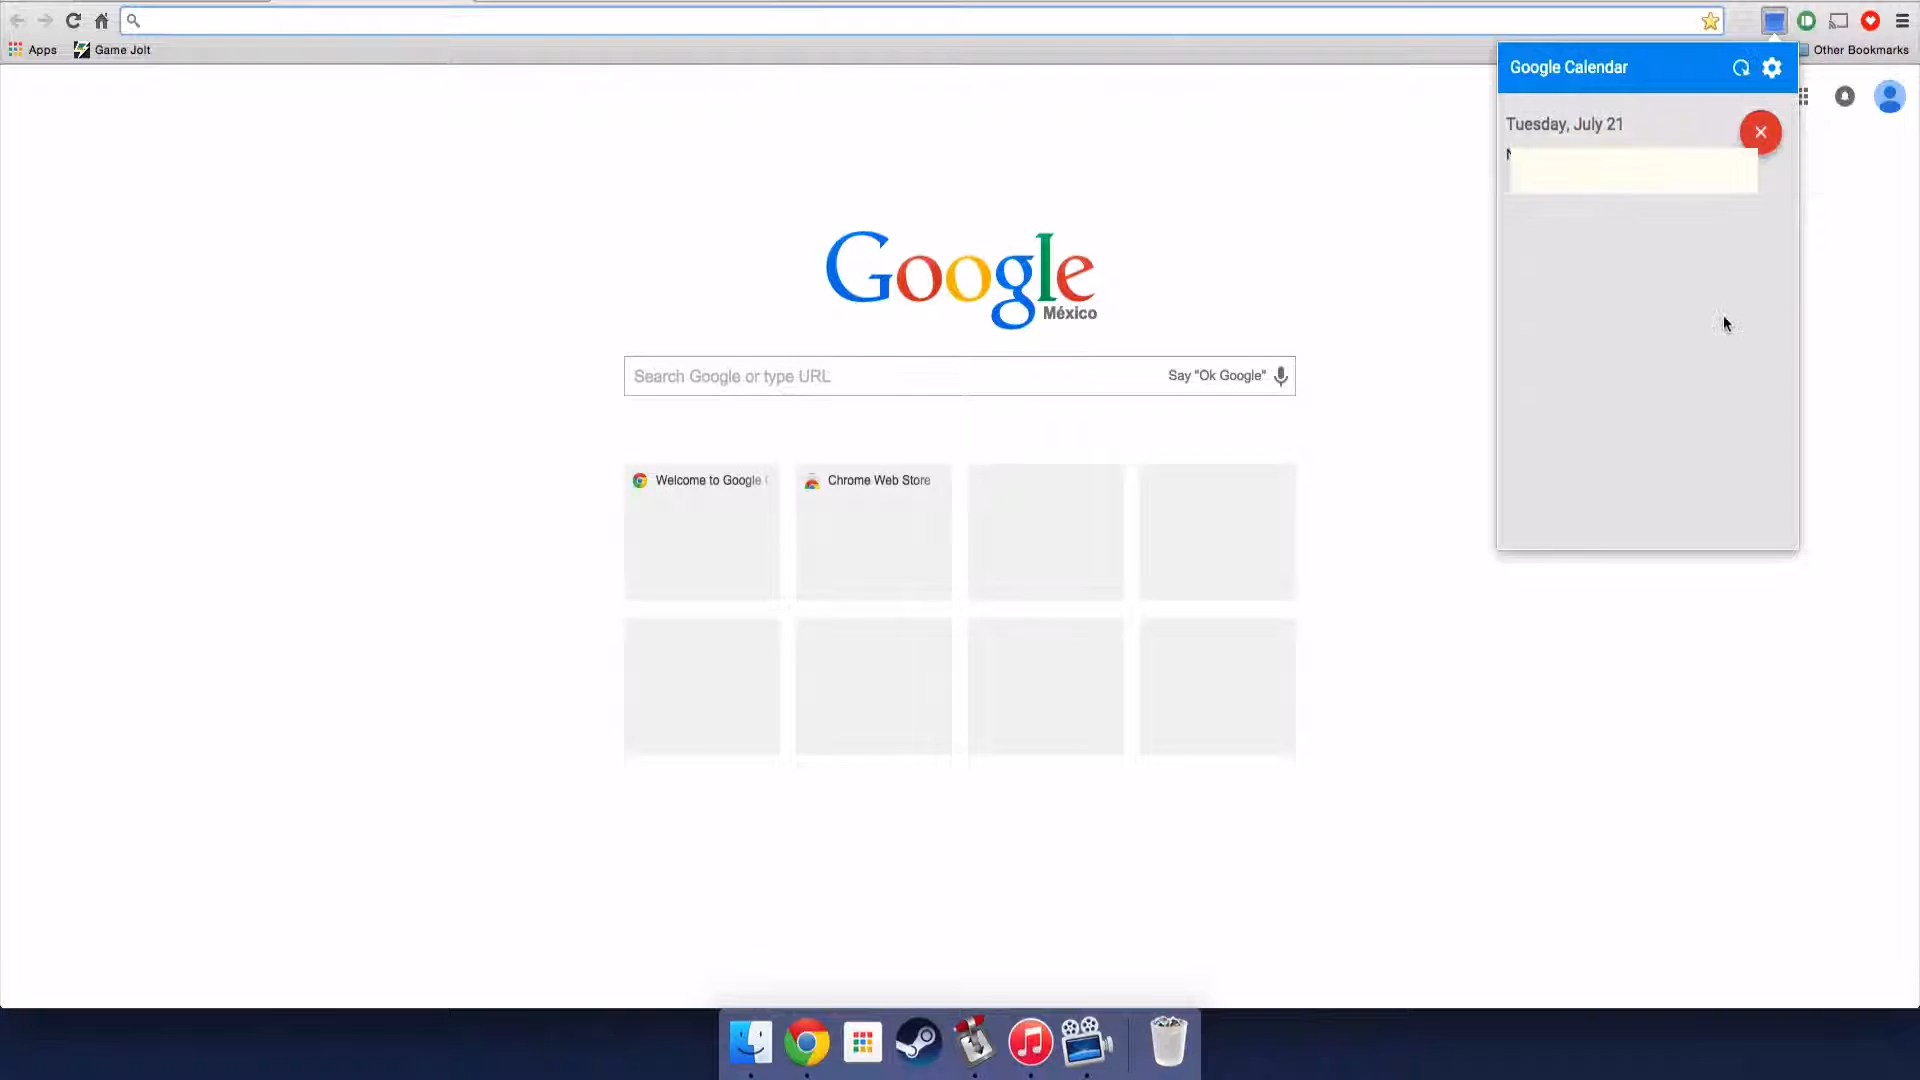 Apps
Game Jolt
Other Bookmarks
Google Calendar
Tuesday, July 21
Google
México
Search Google or type URL
Say "Ok Google"
Welcome to Google
Chrome Web Store